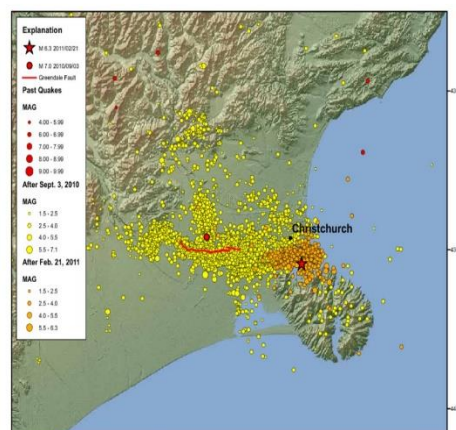 Explanation
M 6.3 2011/02/21
M 7.0 2010/09/03
Greendale Fault
Past Quakes
MAG
4.00 - 5.99
6.00 - 6.99
7.00 - 7.99
8.00 - 8.99
9.00 - 9.99
After Sept. 3, 2010
MAG
1.5 - 2.5
2.5 - 4.0
4.0 - 5.5
5.5 - 7.1
After Feb. 21, 2011
MAG
1.5 - 2.5
2.5 - 4.0
4.0 - 5.5
5.5 - 6.3
Christchurch